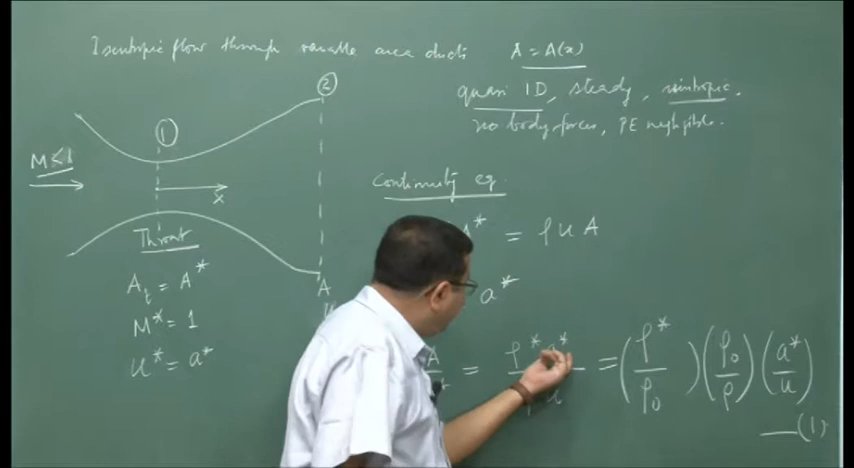 Isentropic flow through variable area ducts A = A(x)
quasi 1D, steady, isentropic.
no body forces, PE negligible.
①
②
M < 1
x
Throat
Continuity eq.
A* = ρ u A
A_t = A*
M* = 1
u* = a*
A
a*
A = ρ* a* = (ρ*/ρ₀) (ρ₀/ρ) (a*/u)
u
—(1)